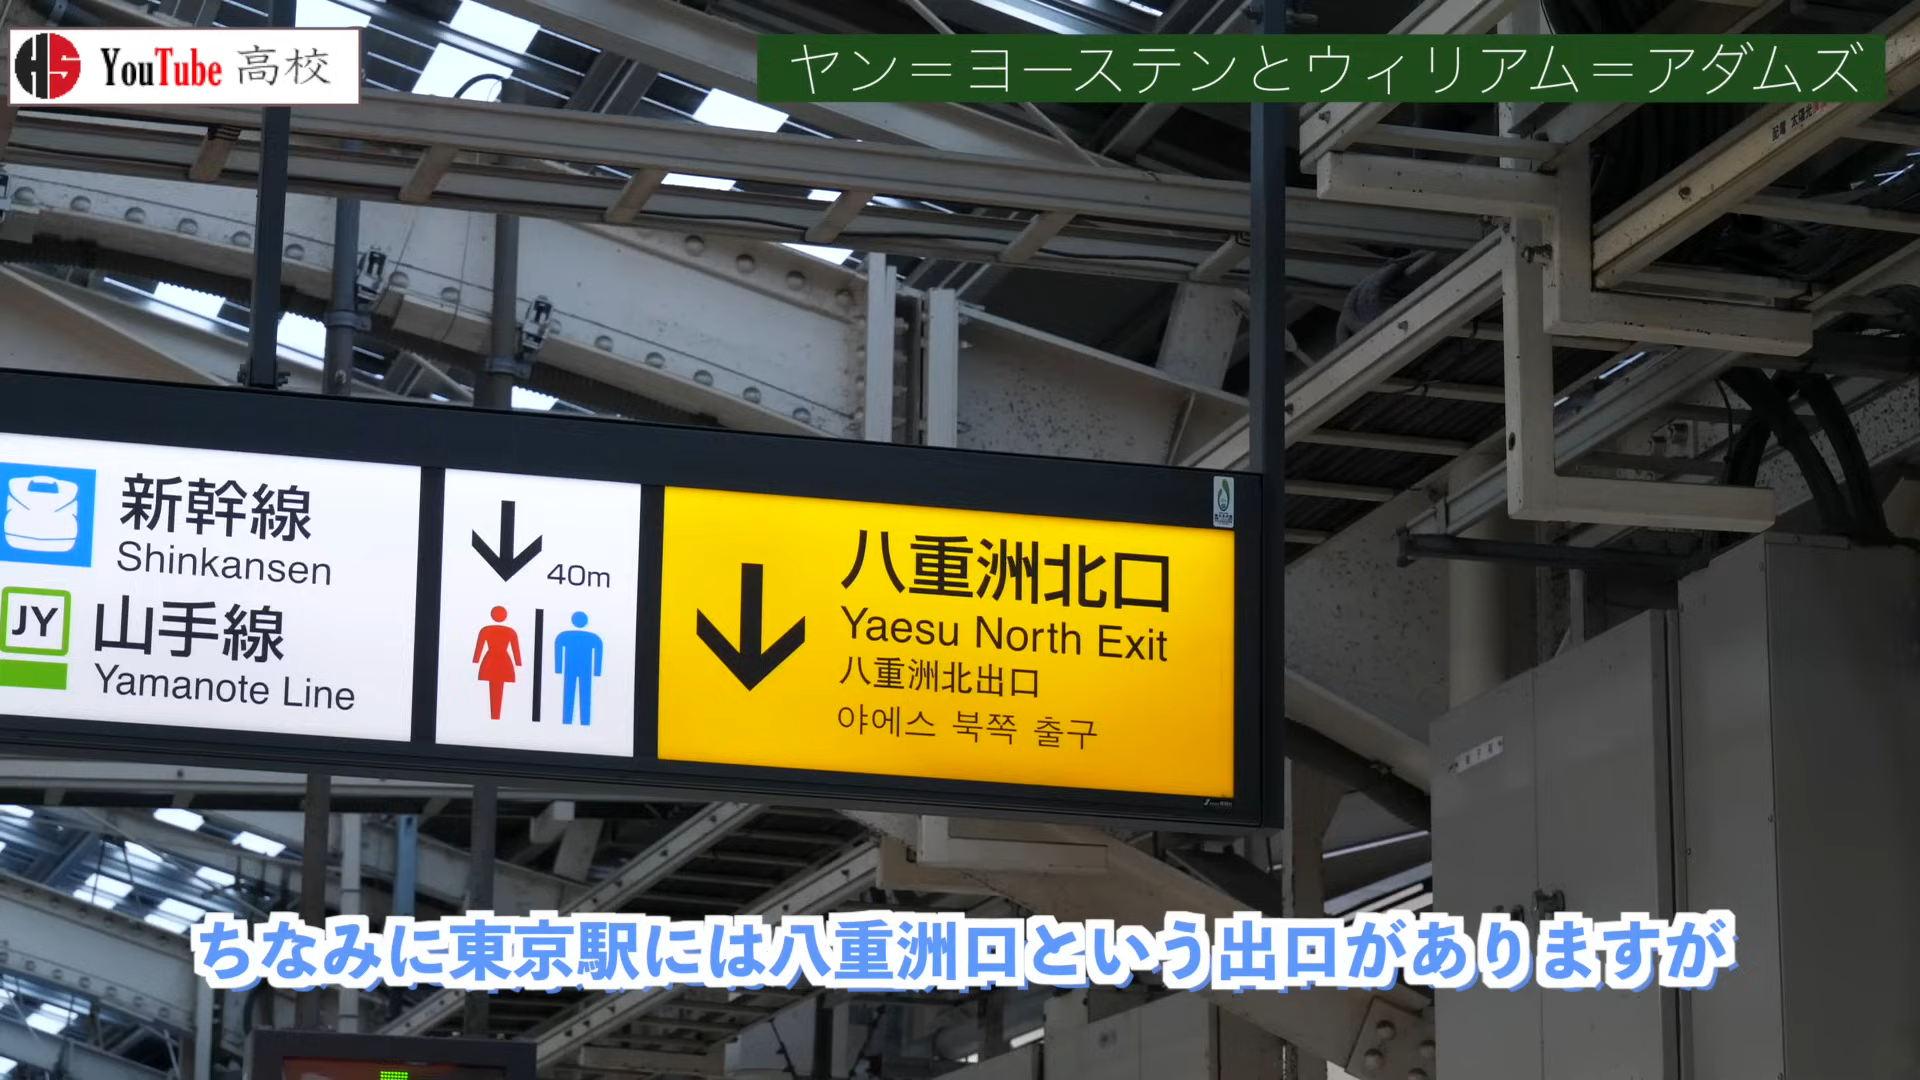 HS YouTube 高校
ヤン＝ヨーステンとウィリアム＝アダムズ
新幹線
Shinkansen
JY 山手線
Yamanote Line
40m
八重洲北口
Yaesu North Exit
八重洲北出口
야에스 북쪽 출구
ちなみに東京駅には八重洲口という出口がありますが